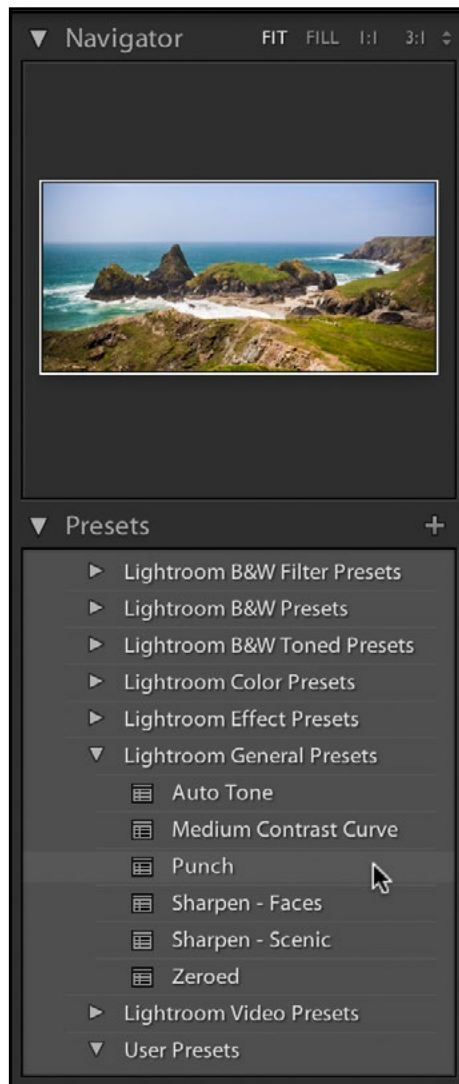 Navigator FIT FILL 1:1 3:1
Presets +
Lightroom B&W Filter Presets
Lightroom B&W Presets
Lightroom B&W Toned Presets
Lightroom Color Presets
Lightroom Effect Presets
Lightroom General Presets
Auto Tone
Medium Contrast Curve
Punch
Sharpen - Faces
Sharpen - Scenic
Zeroed
Lightroom Video Presets
User Presets